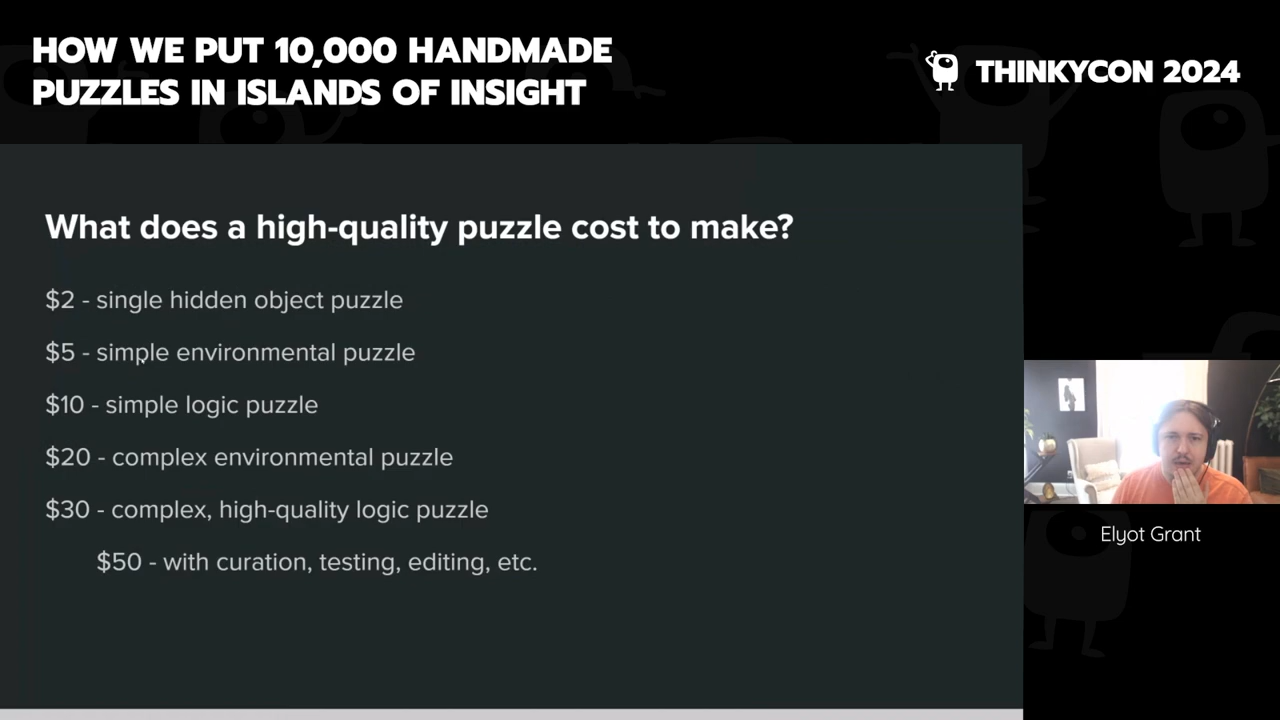 HOW WE PUT 10,000 HANDMADE
PUZZLES IN ISLANDS OF INSIGHT
THINKYCON 2024
What does a high-quality puzzle cost to make?
$2 - single hidden object puzzle
$5 - simple environmental puzzle
$10 - simple logic puzzle
$20 - complex environmental puzzle
$30 - complex, high-quality logic puzzle
$50 - with curation, testing, editing, etc.
Elyot Grant